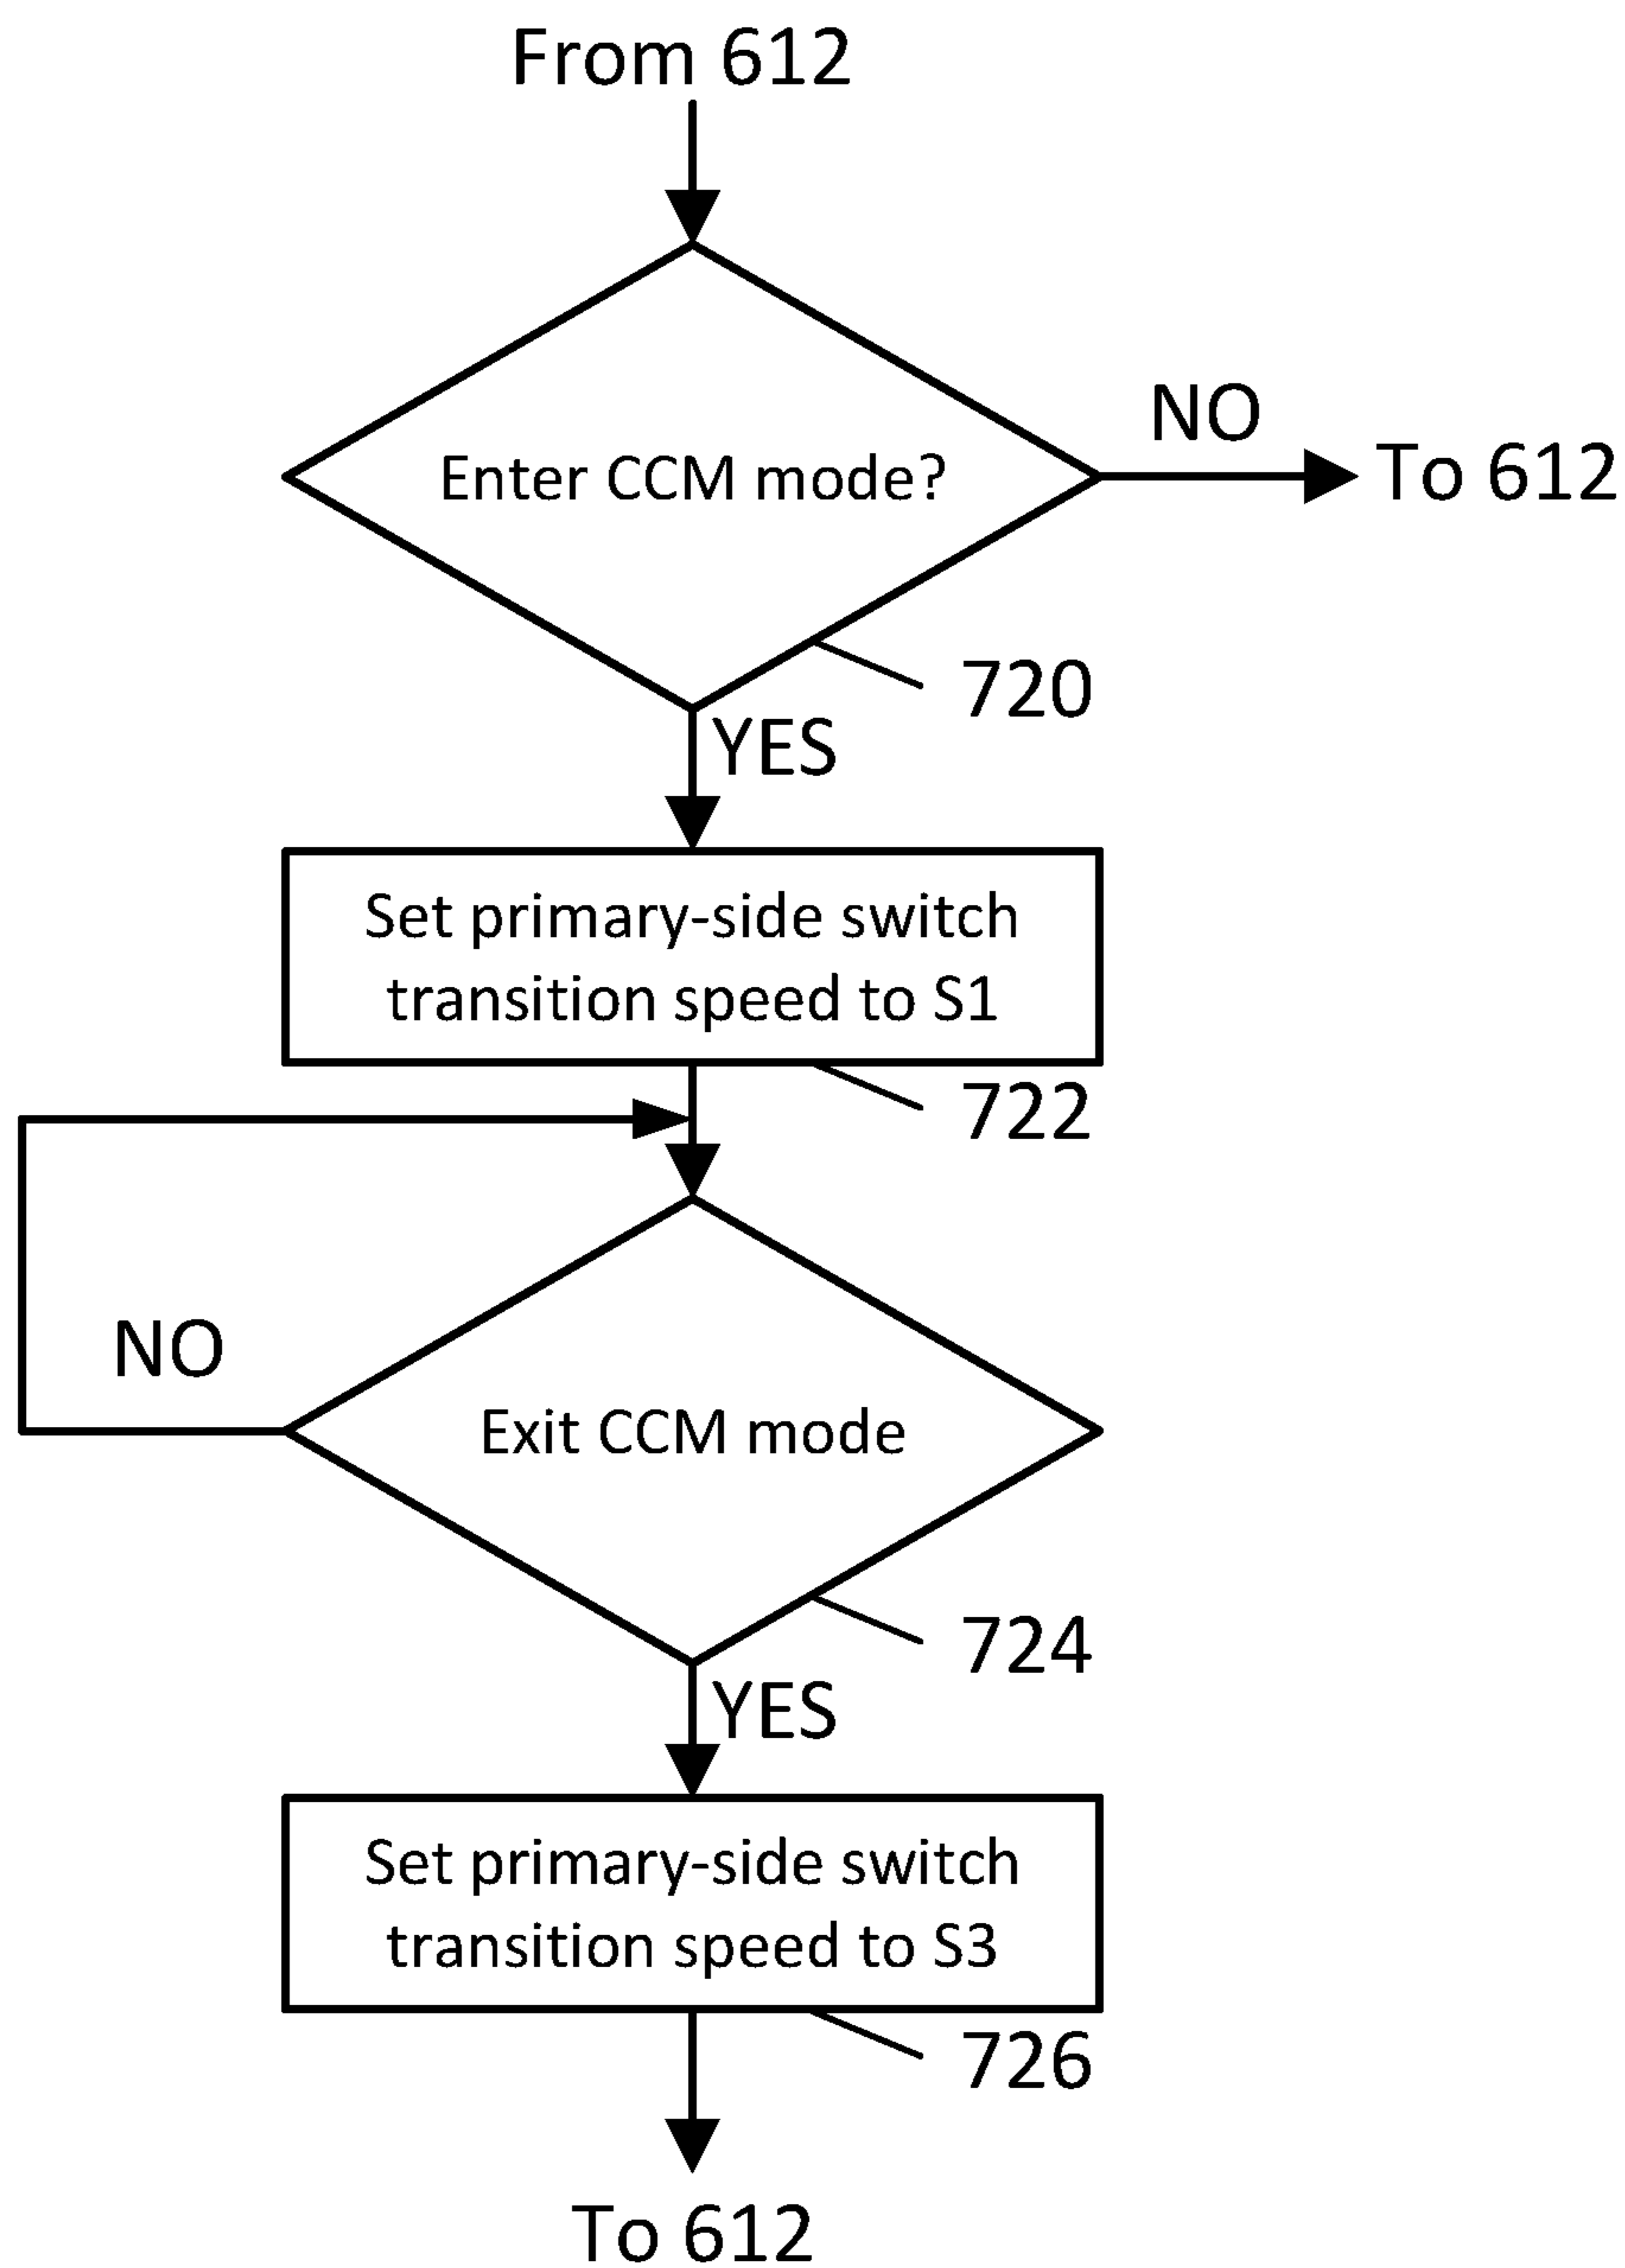 From 612
Enter CCM mode?
NO
To 612
720
YES
Set primary-side switch
transition speed to S1
722
NO
Exit CCM mode
724
YES
Set primary-side switch
transition speed to S3
726
To 612